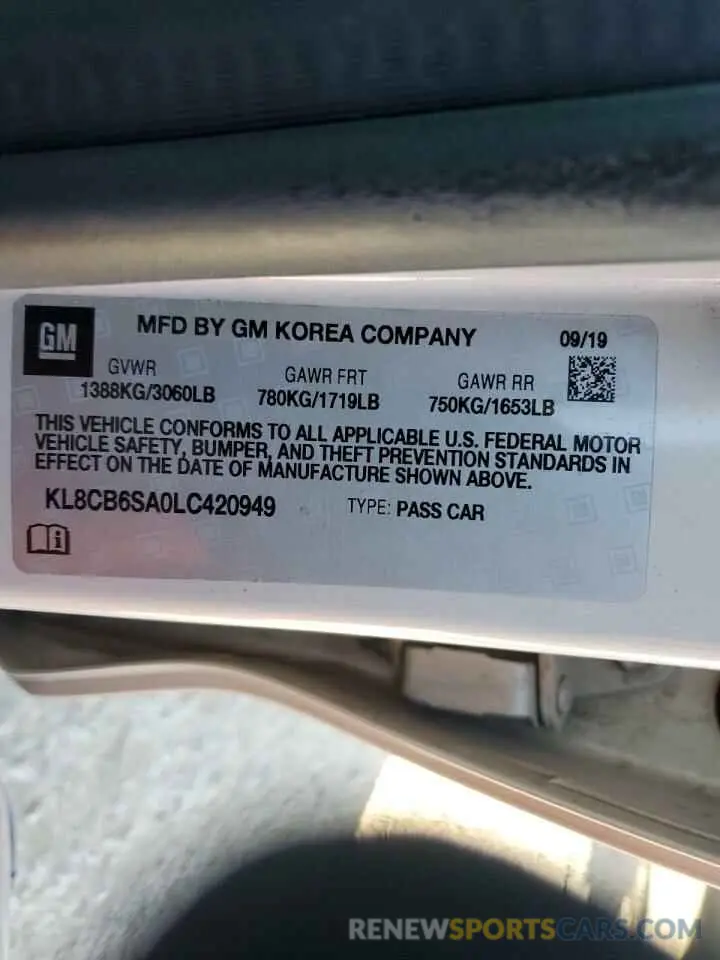 GM
MFD BY GM KOREA COMPANY
09/19
GVWR
GAWR FRT
GAWR RR
1388KG/3060LB
780KG/1719LB
750KG/1653LB
THIS VEHICLE CONFORMS TO ALL APPLICABLE U.S. FEDERAL MOTOR
VEHICLE SAFETY, BUMPER, AND THEFT PREVENTION STANDARDS IN
EFFECT ON THE DATE OF MANUFACTURE SHOWN ABOVE.
KL8CB6SA0LC420949
TYPE: PASS CAR
i
RENEWSPORTSCARS.COM